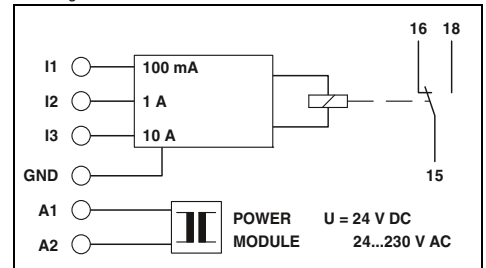 16 18
I1 100 mA
I2 1 A
I3 10 A
GND
15
A1
POWER U = 24 V DC
A2 MODULE 24...230 V AC